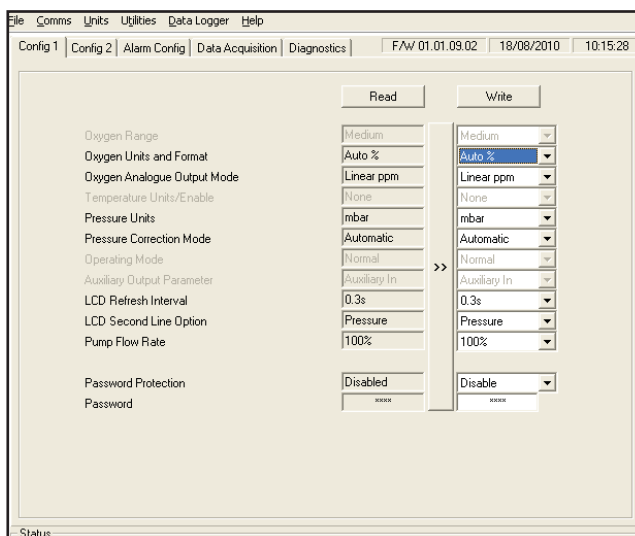 File Comms Units Utilities Data Logger Help
Config 1 Config 2 Alarm Config Data Acquisition Diagnostics F/W 01.01.09.02 18/08/2010 10:15:28
Read Write
Oxygen Range Medium Medium
Oxygen Units and Format Auto % Auto %
Oxygen Analogue Output Mode Linear ppm Linear ppm
Temperature Units/Enable None None
Pressure Units mbar mbar
Pressure Correction Mode Automatic Automatic
Operating Mode Normal Normal
>>
Auxiliary Output Parameter Auxiliary In Auxiliary In
LCD Refresh Interval 0.3s 0.3s
LCD Second Line Option Pressure Pressure
Pump Flow Rate 100% 100%
Password Protection Disabled Disable
Password **** ****
Status